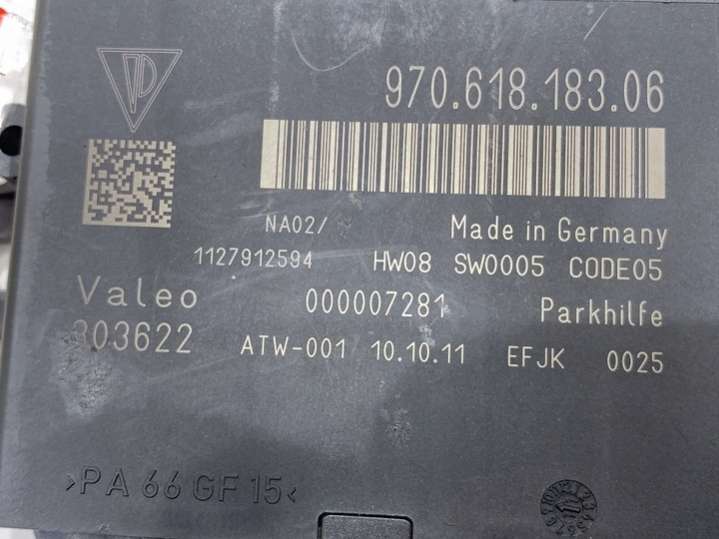 970.618.183.06
NA02/
Made in Germany
1127912594 HW08 SW0005 CODE05
Valeo 000007281 Parkhilfe
303622 ATW-001 10.10.11 EFJK 0025
>PA 66 GF 15<